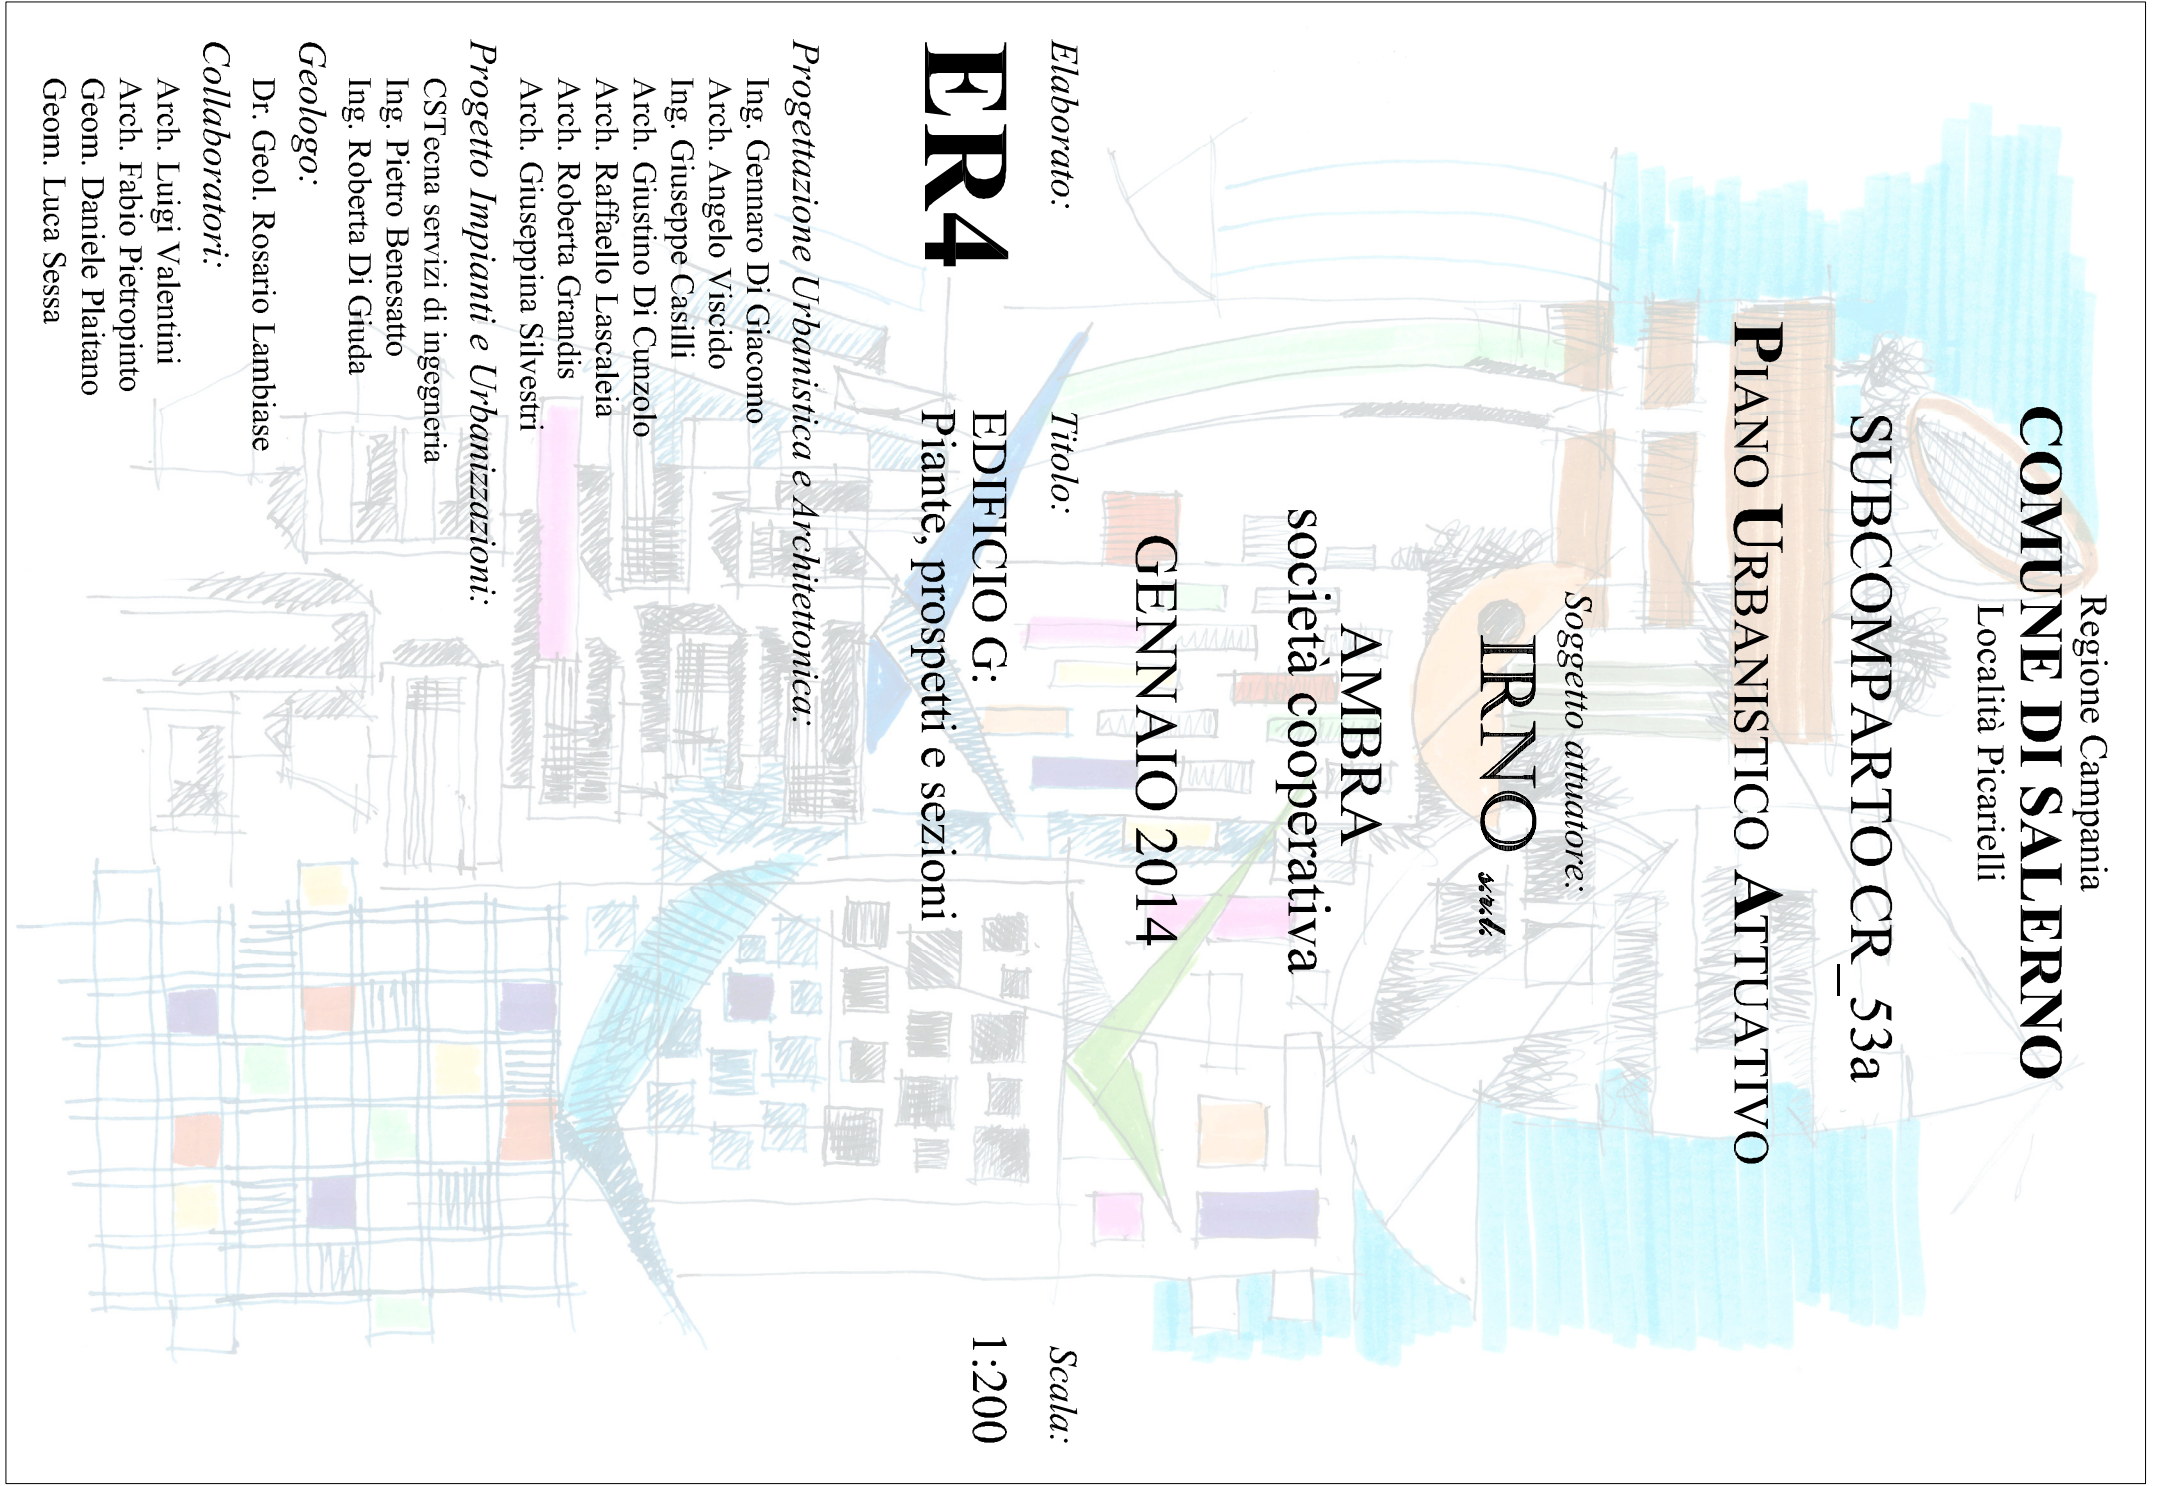 Regione Campania
COMUNE DI SALERNO
Località Picarielli
SUBCOMPARTO CR_53a
PIANO URBANISTICO ATTUATIVO
Soggetto attuatore:
IRNO s.r.l.
AMBRA
società cooperativa
GENNAIO 2014
Elaborato:
ER4
Titolo:
EDIFICIO G:
Piante, prospetti e sezioni
Scala:
1:200
Progettazione Urbanistica e Architettonica:
Ing. Gennaro Di Giacomo
Arch. Angelo Viscido
Ing. Giuseppe Casilli
Arch. Giustino Di Cunzolo
Arch. Raffaello Lascaleia
Arch. Roberta Grandis
Arch. Giuseppina Silvestri
Progetto Impianti e Urbanizzazioni:
CSTecna servizi di ingegneria
Ing. Pietro Benesatto
Ing. Roberta Di Giuda
Geologo:
Dr. Geol. Rosario Lambiase
Collaboratori:
Arch. Luigi Valentini
Arch. Fabio Pietropinto
Geom. Daniele Plaitano
Geom. Luca Sessa